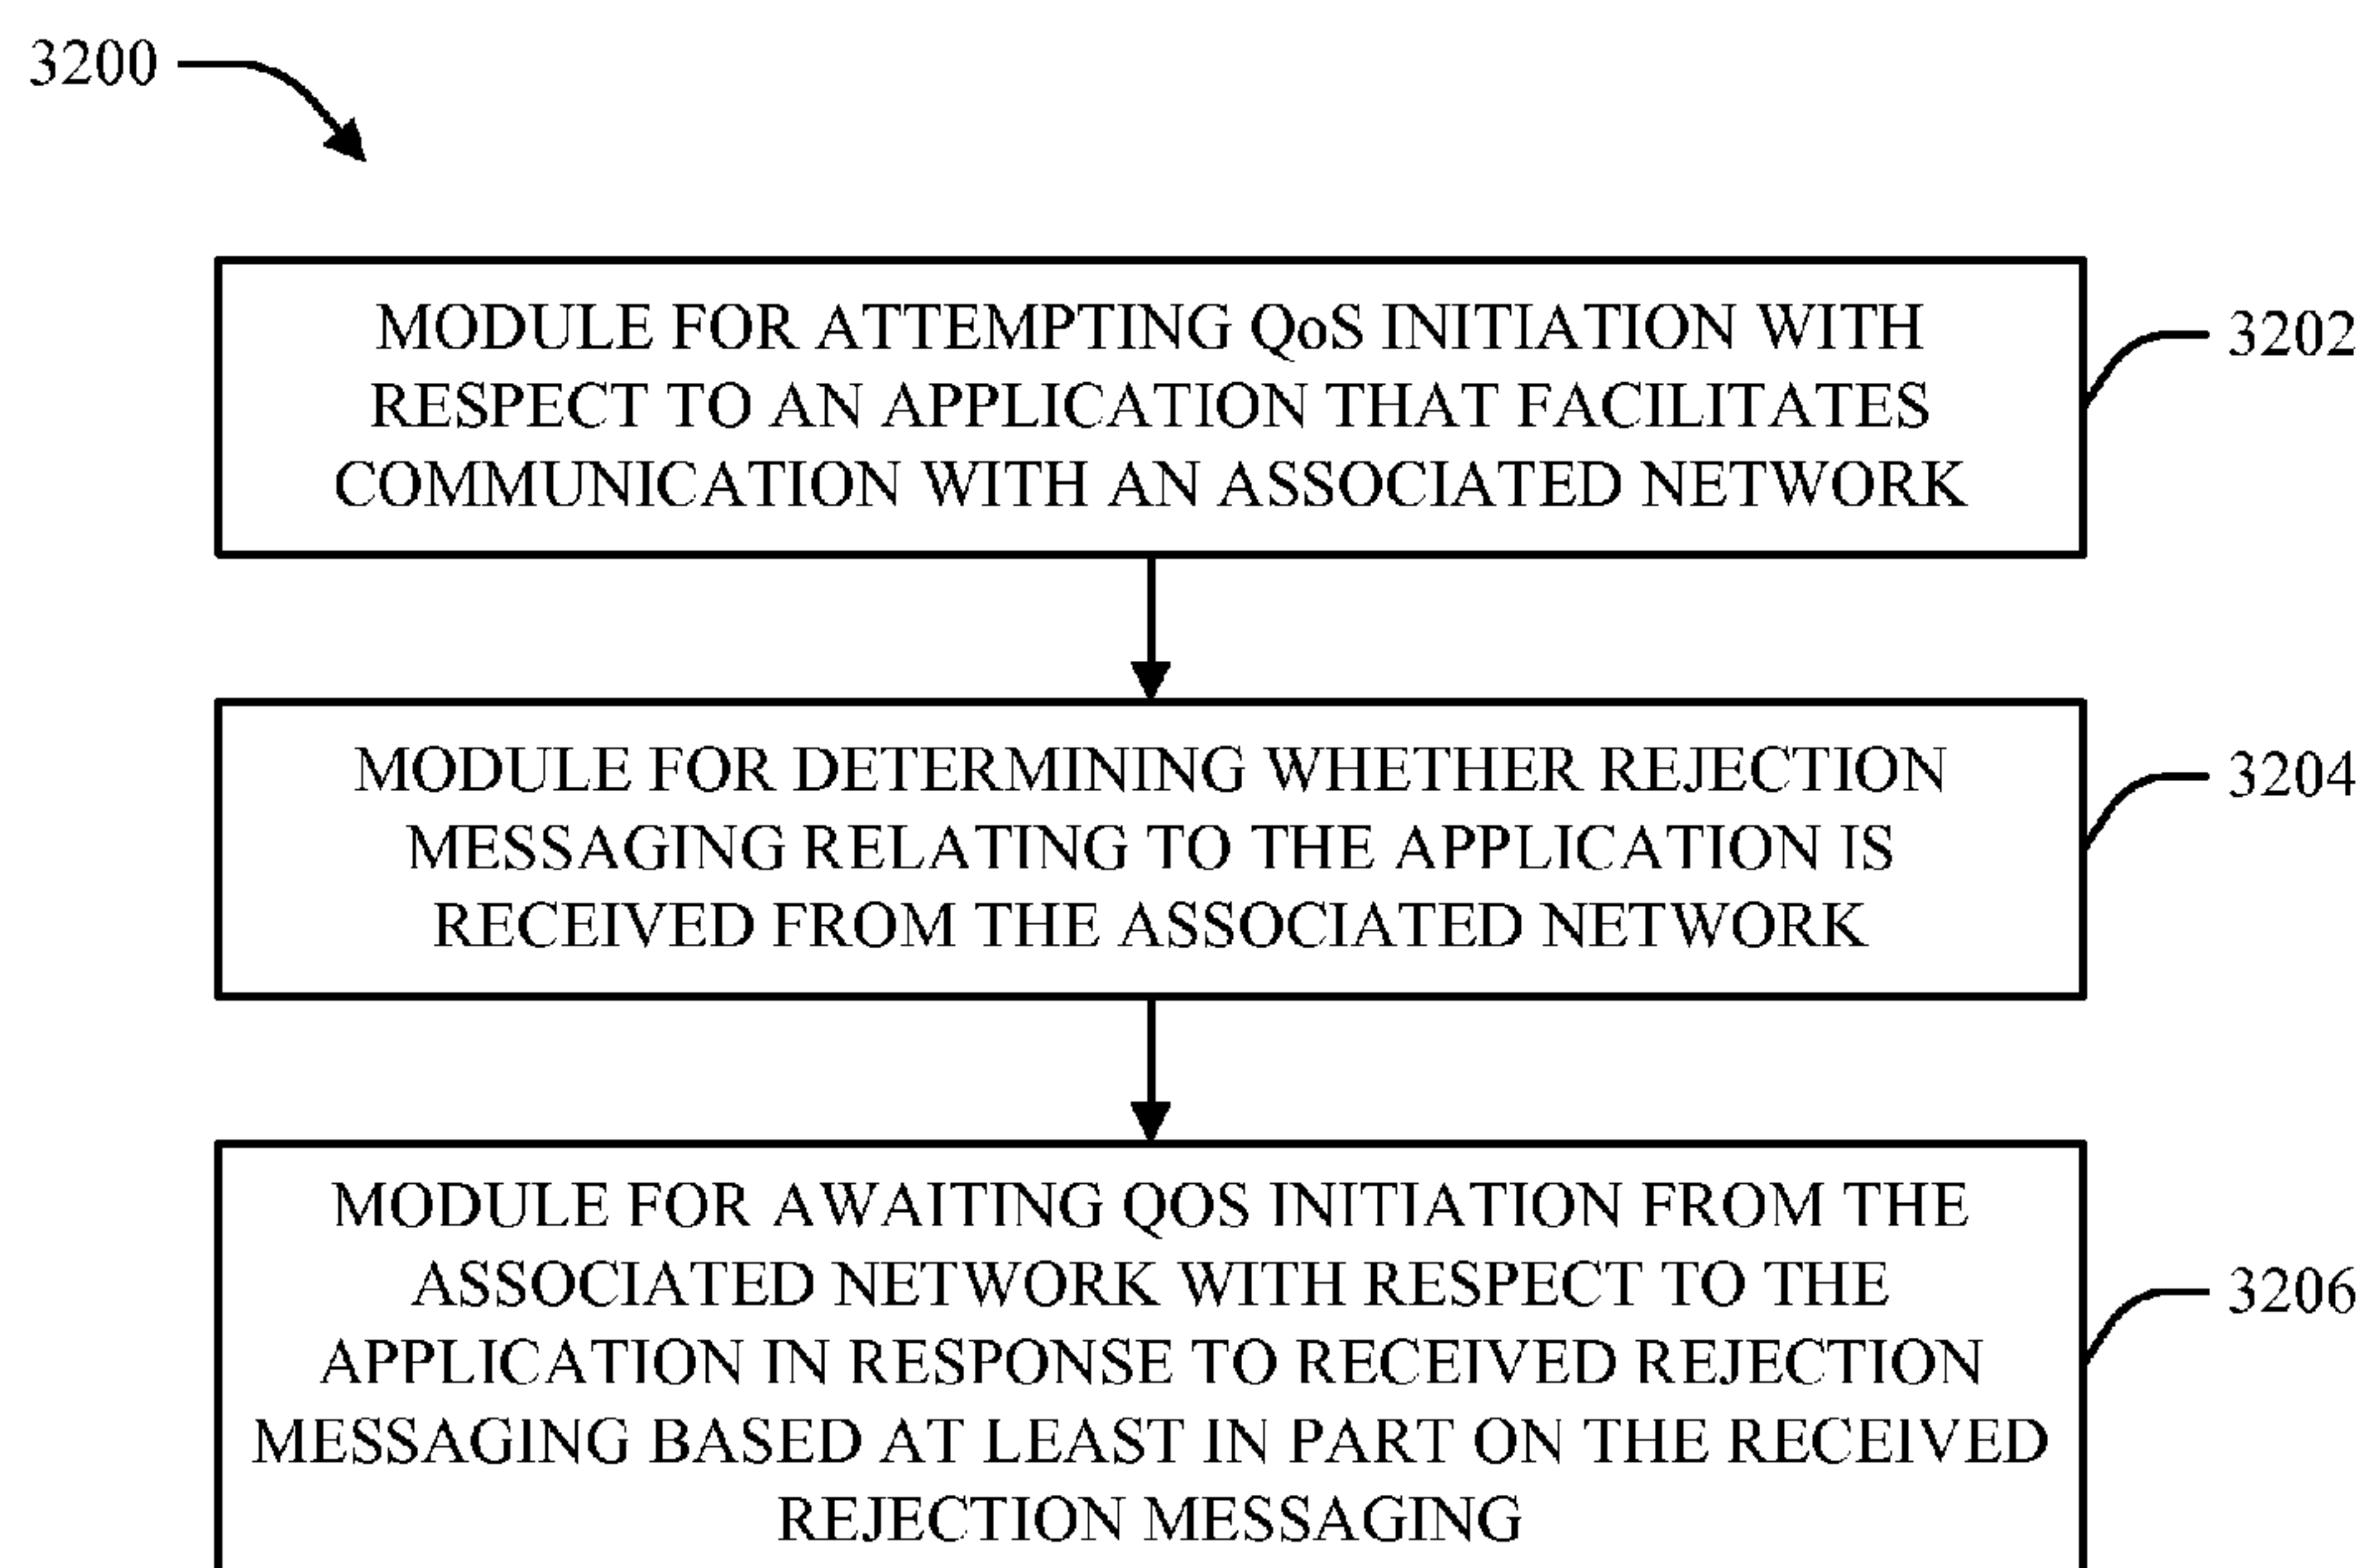 3200
MODULE FOR ATTEMPTING QoS INITIATION WITH
RESPECT TO AN APPLICATION THAT FACILITATES
COMMUNICATION WITH AN ASSOCIATED NETWORK
3202
MODULE FOR DETERMINING WHETHER REJECTION
MESSAGING RELATING TO THE APPLICATION IS
RECEIVED FROM THE ASSOCIATED NETWORK
3204
MODULE FOR AWAITING QOS INITIATION FROM THE
ASSOCIATED NETWORK WITH RESPECT TO THE
APPLICATION IN RESPONSE TO RECEIVED REJECTION
MESSAGING BASED AT LEAST IN PART ON THE RECEIVED
REJECTION MESSAGING
3206